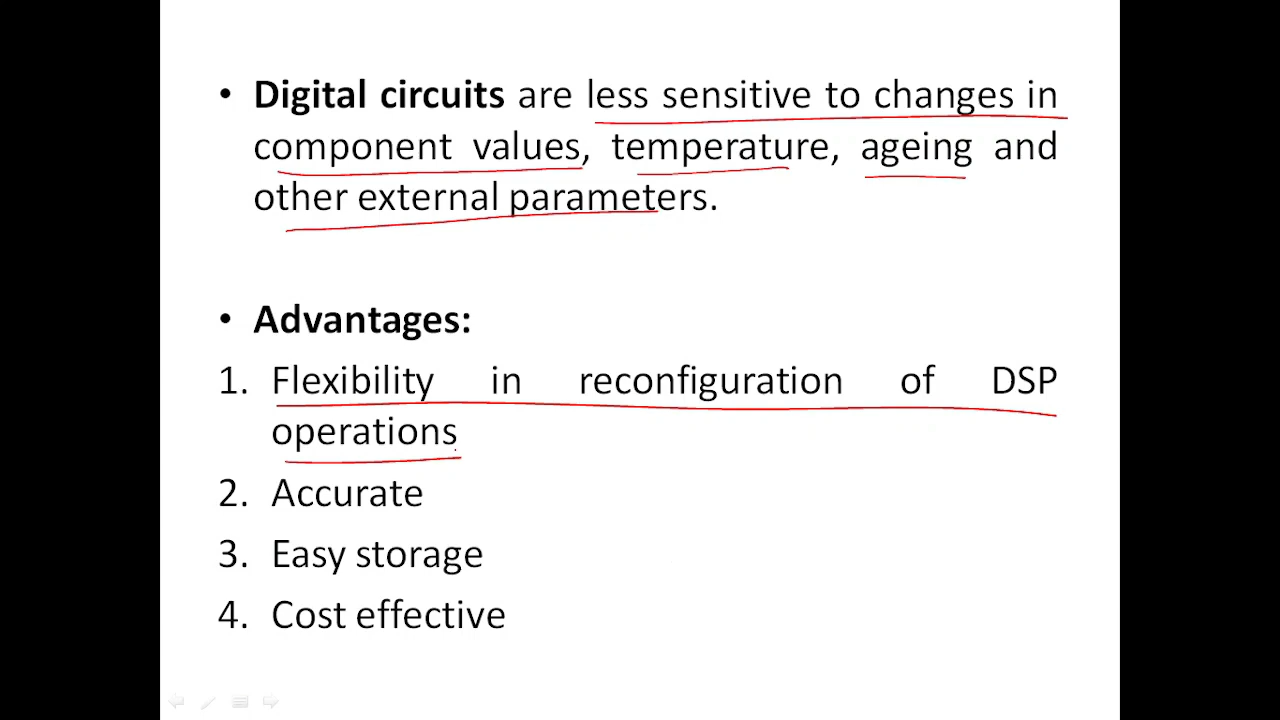 • Digital circuits are less sensitive to changes in
component values, temperature, ageing and
other external parameters.
• Advantages:
1. Flexibility in reconfiguration of DSP
operations
2. Accurate
3. Easy storage
4. Cost effective